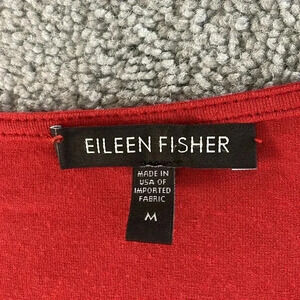 EILEEN FISHER
MADE IN
USA OF
IMPORTED
FABRIC
M